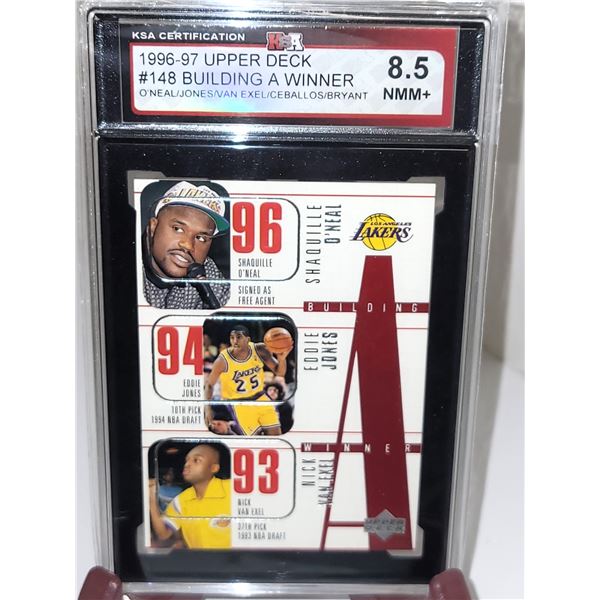 KSA CERTIFICATION
KSA
1996-97 UPPER DECK
#148 BUILDING A WINNER
O'NEAL/JONES/VAN EXEL/CEBALLOS/BRYANT
8.5
NMM+
96
SHAQUILLE
O'NEAL
SIGNED AS
FREE AGENT
SHAQUILLE
O'NEAL
LOS ANGELES
LAKERS
BUILDING
94
EDDIE
JONES
10TH PICK
1994 NBA DRAFT
LAKERS
25
EDDIE
JONES
A
WINNER
93
NICK
VAN EXEL
37TH PICK
1993 NBA DRAFT
NICK
VAN EXEL
UPPER
DECK